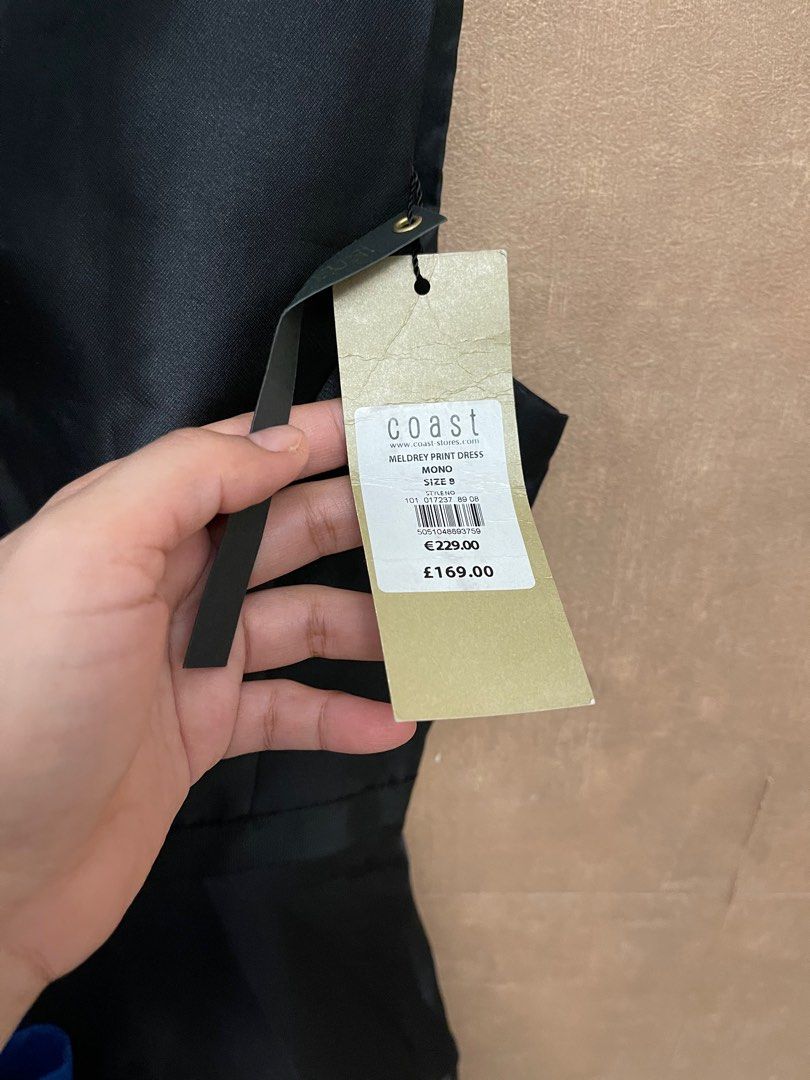 coast
www.coast-stores.com
MELDREY PRINT DRESS
MONO
SIZE 8
STYLE NO
101 017237 89 08
5051048893759
€229.00
£169.00